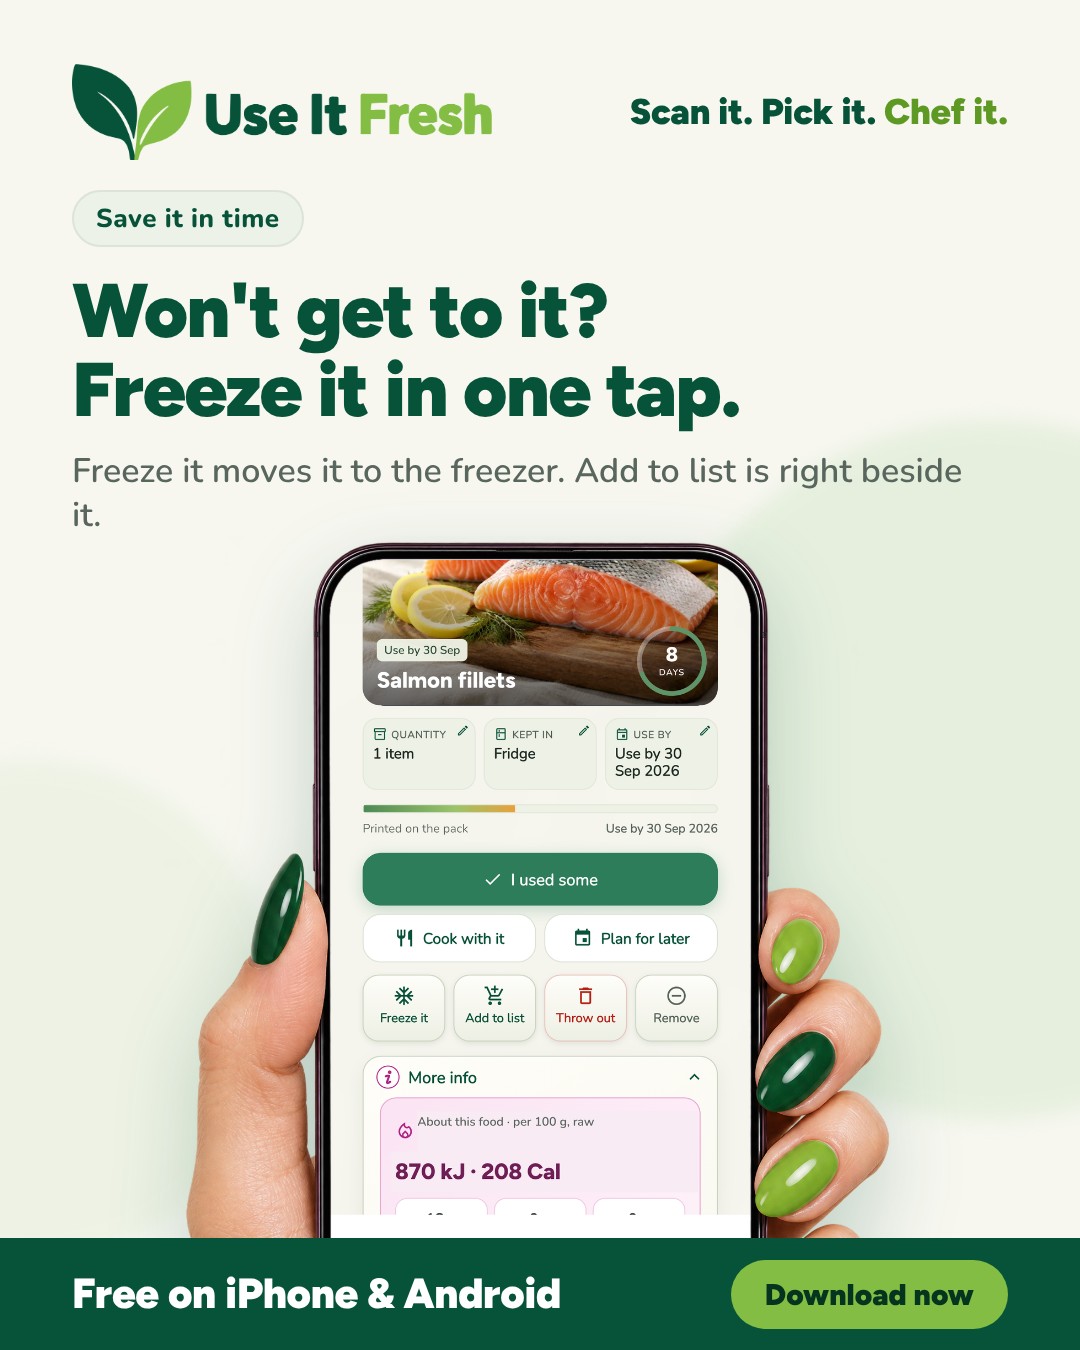 Use It Fresh
Scan it. Pick it. Chef it.
Save it in time
Won't get to it?
Freeze it in one tap.
Freeze it moves it to the freezer. Add to list is right beside
it.
Use by 30 Sep
Salmon fillets
8
DAYS
QUANTITY
1 item
KEPT IN
Fridge
USE BY
Use by 30
Sep 2026
Printed on the pack
Use by 30 Sep 2026
I used some
Cook with it
Plan for later
Freeze it
Add to list
Throw out
Remove
More info
About this food · per 100 g, raw
870 kJ · 208 Cal
Free on iPhone & Android
Download now